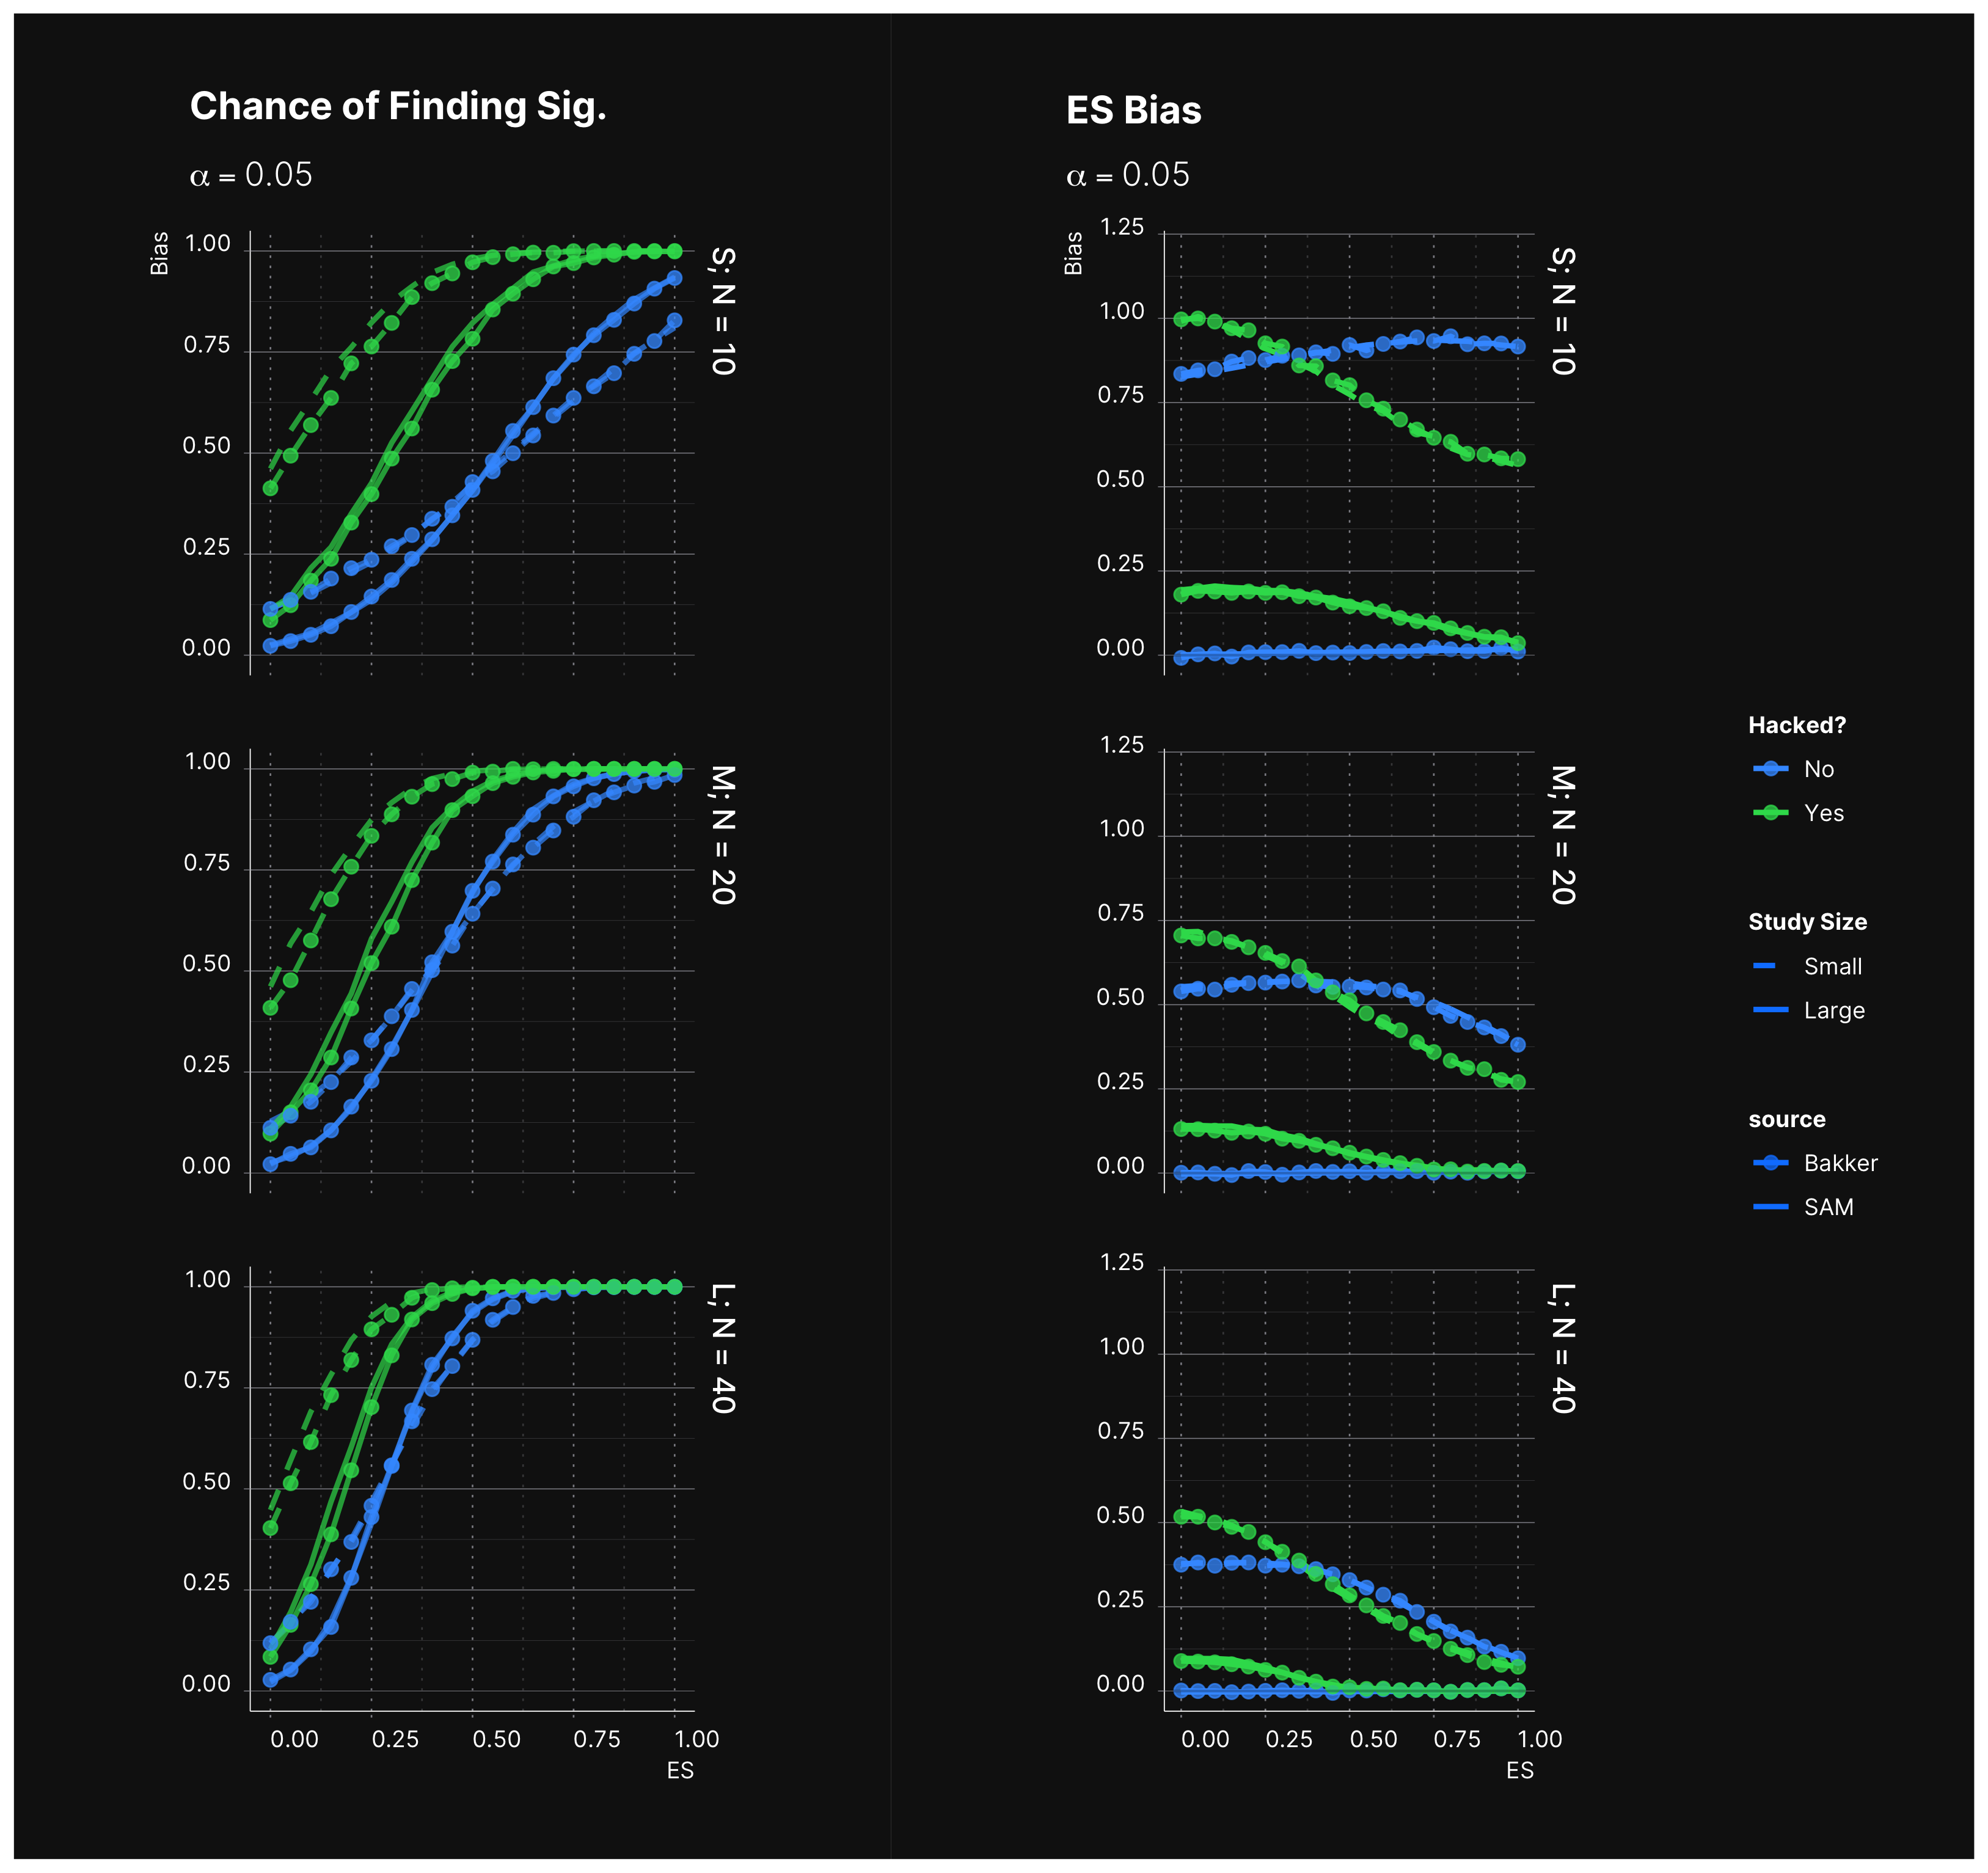 Chance of Finding Sig.
α = 0.05
Bias
1.00
0.75
0.50
0.25
0.00
S; N = 10
1.00
0.75
0.50
0.25
0.00
M; N = 20
1.00
0.75
0.50
0.25
0.00
L; N = 40
0.00 0.25 0.50 0.75 1.00
ES
ES Bias
α = 0.05
Bias
1.25
1.00
0.75
0.50
0.25
0.00
S; N = 10
1.25
1.00
0.75
0.50
0.25
0.00
M; N = 20
1.25
1.00
0.75
0.50
0.25
0.00
L; N = 40
0.00 0.25 0.50 0.75 1.00
ES
Hacked?
No
Yes
Study Size
Small
Large
source
Bakker
SAM